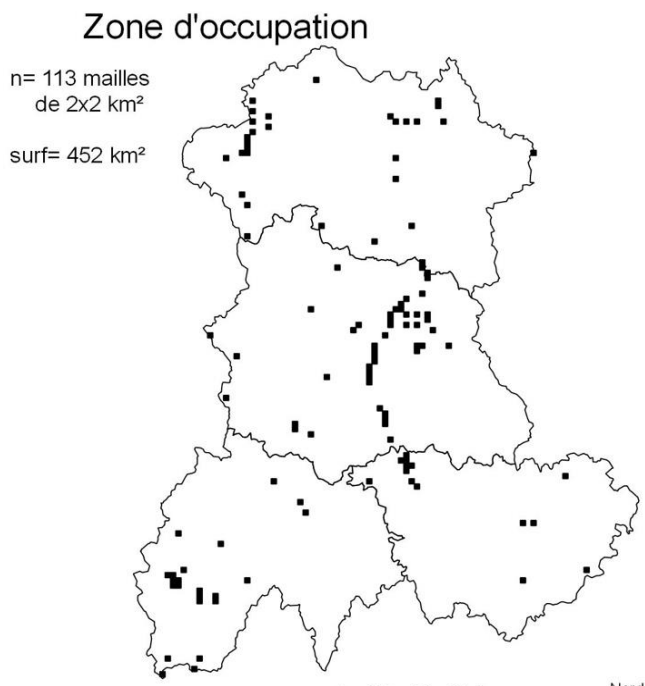 Zone d'occupation
n= 113 mailles
de 2x2 km²
surf= 452 km²